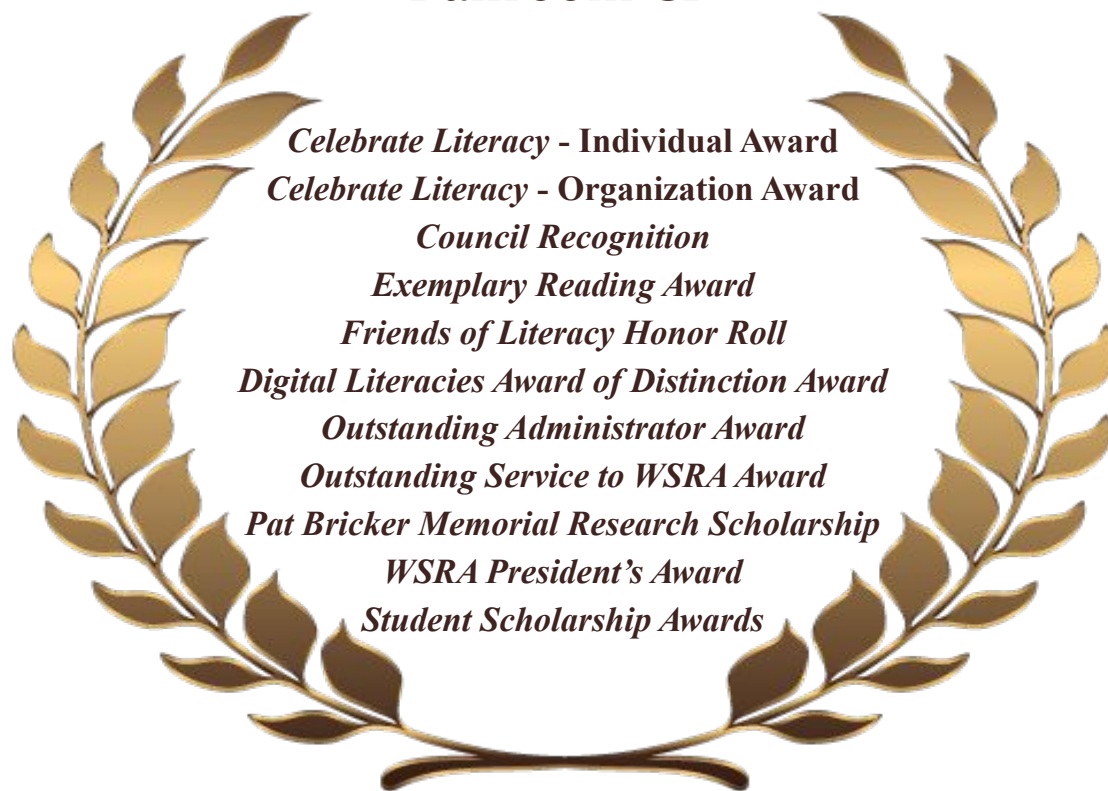 Celebrate Literacy - Individual Award
Celebrate Literacy - Organization Award
Council Recognition
Exemplary Reading Award
Friends of Literacy Honor Roll
Digital Literacies Award of Distinction Award
Outstanding Administrator Award
Outstanding Service to WSRA Award
Pat Bricker Memorial Research Scholarship
WSRA President’s Award
Student Scholarship Awards